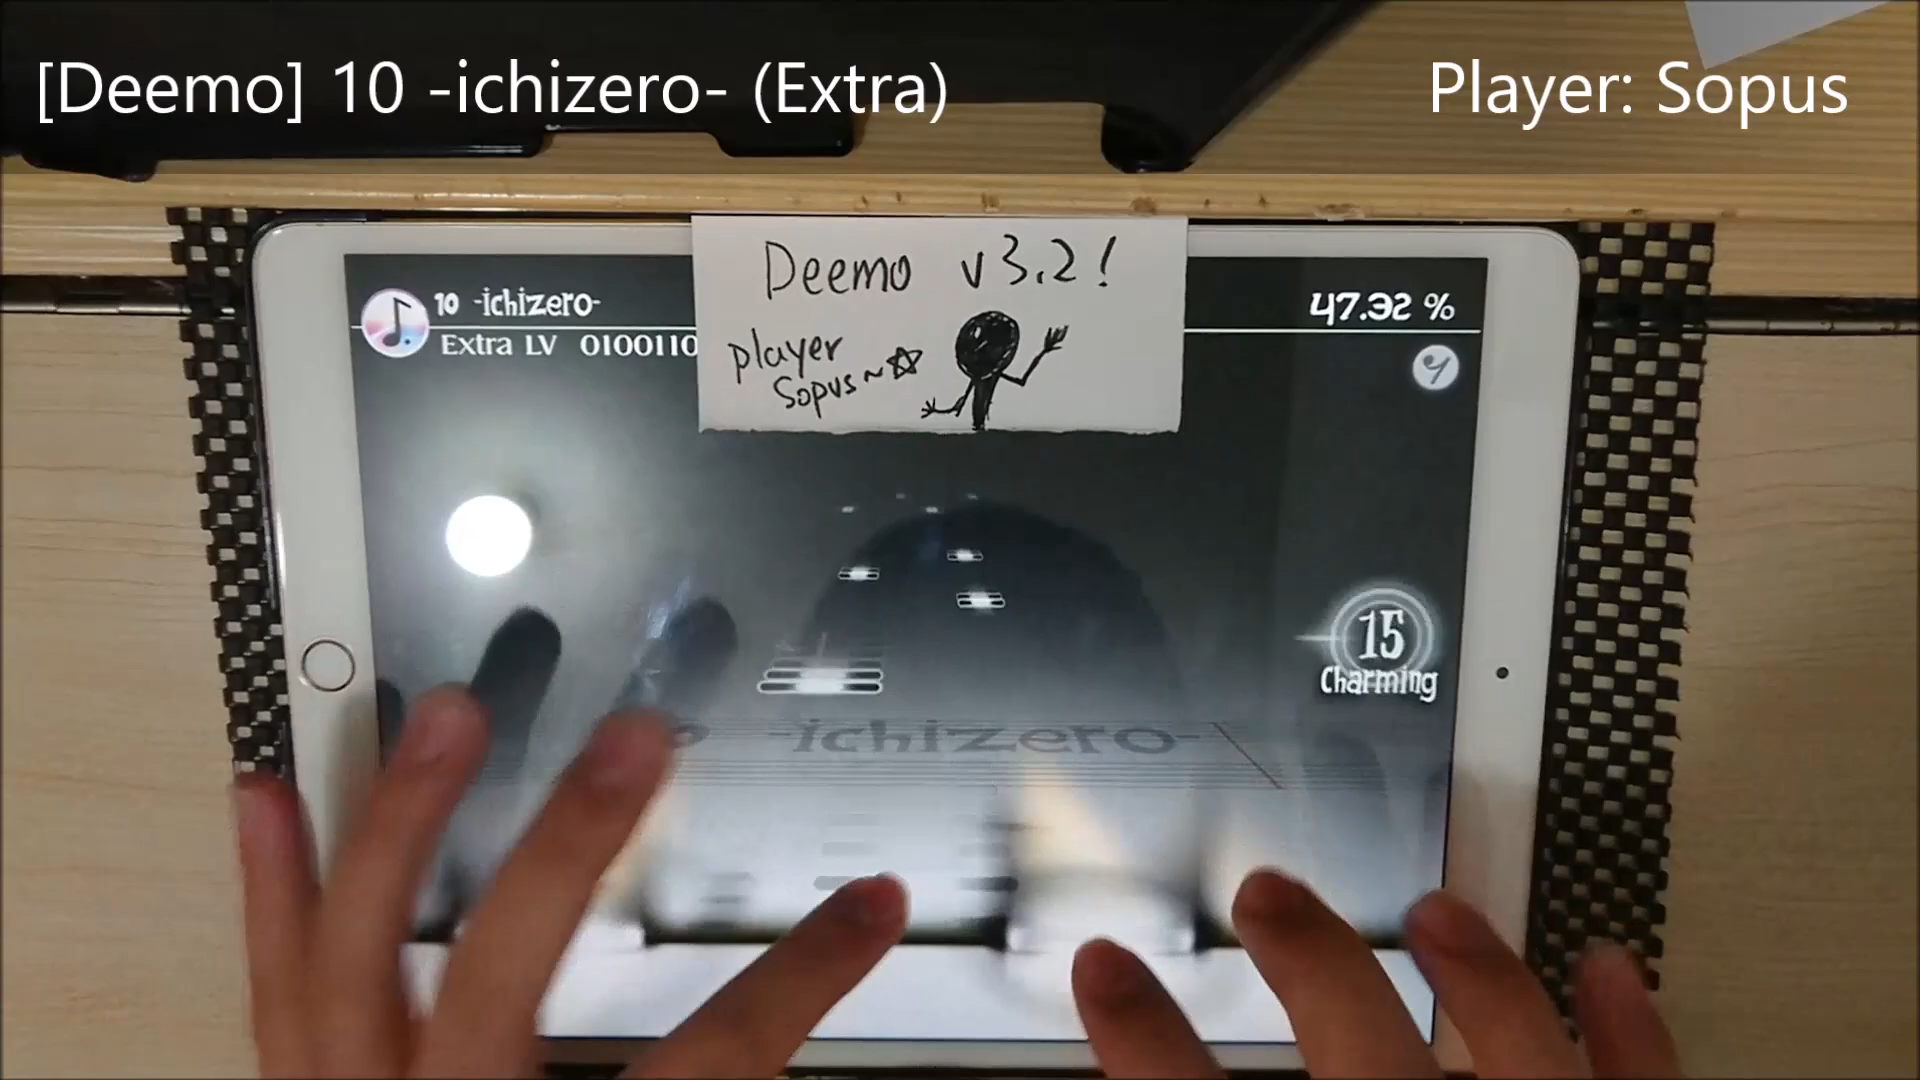 [Deemo] 10 -ichizero- (Extra)
Player: Sopus
Deemo v3.2!
player
Sopus~☆
10 -ichizero-
Extra LV 0100110
47.32 %
15
Charming
-ichizero-